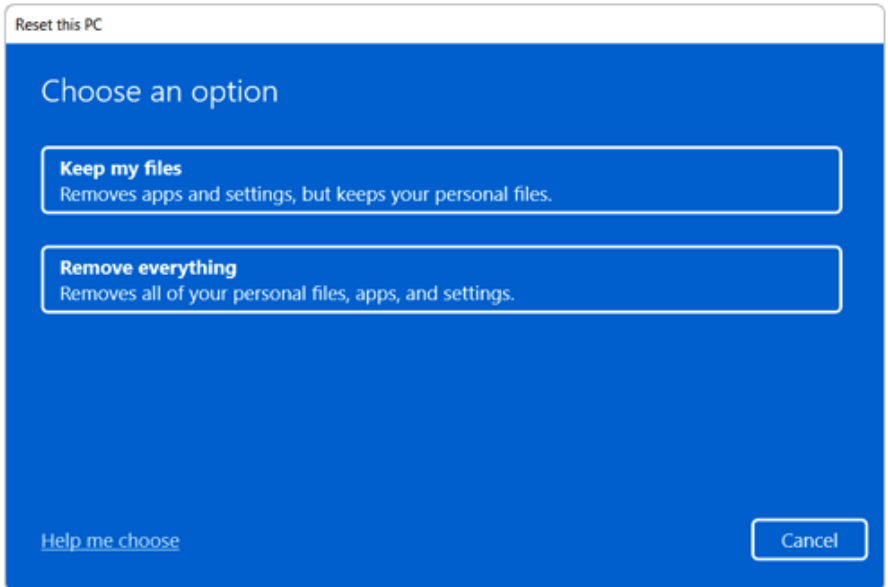 Reset this PC
Choose an option
Keep my files
Removes apps and settings, but keeps your personal files.
Remove everything
Removes all of your personal files, apps, and settings.
Help me choose
Cancel